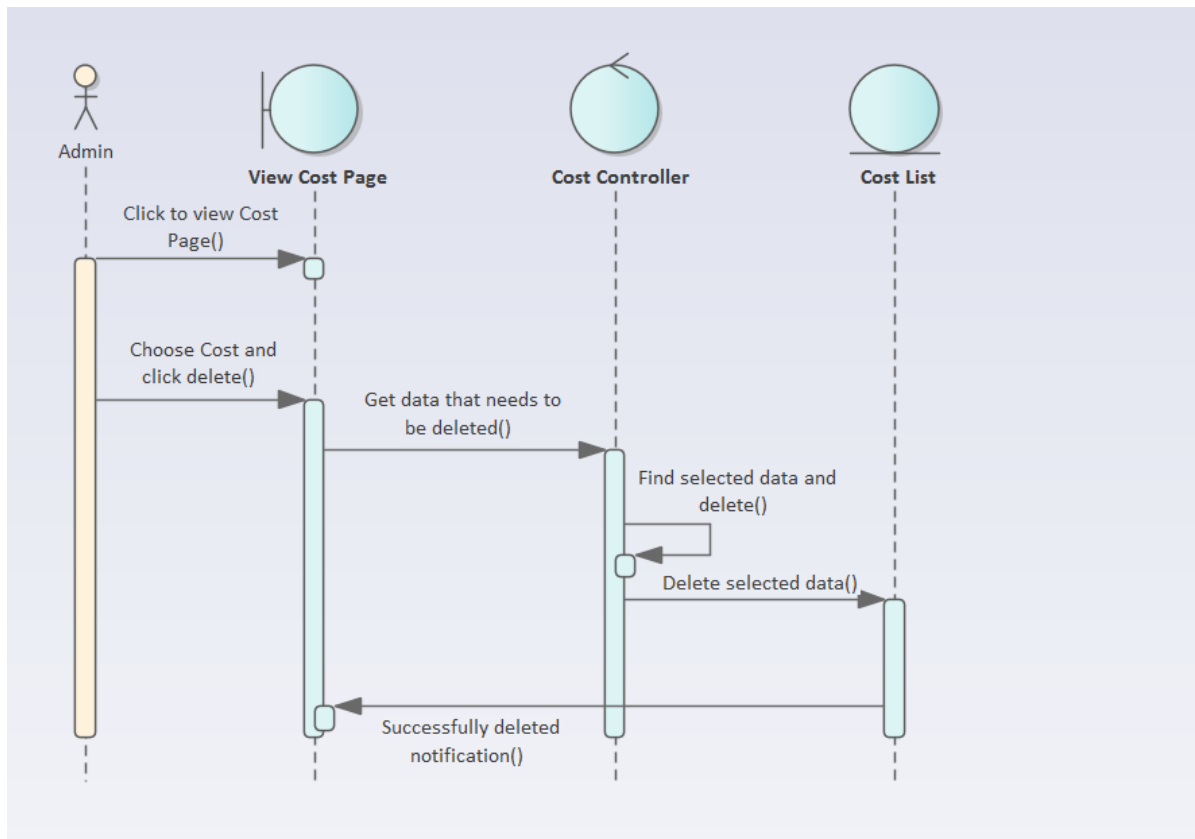 Admin
View Cost Page
Cost Controller
Cost List
Click to view Cost
Page()
Choose Cost and
click delete()
Get data that needs to
be deleted()
Find selected data and
delete()
Delete selected data()
Successfully deleted
notification()